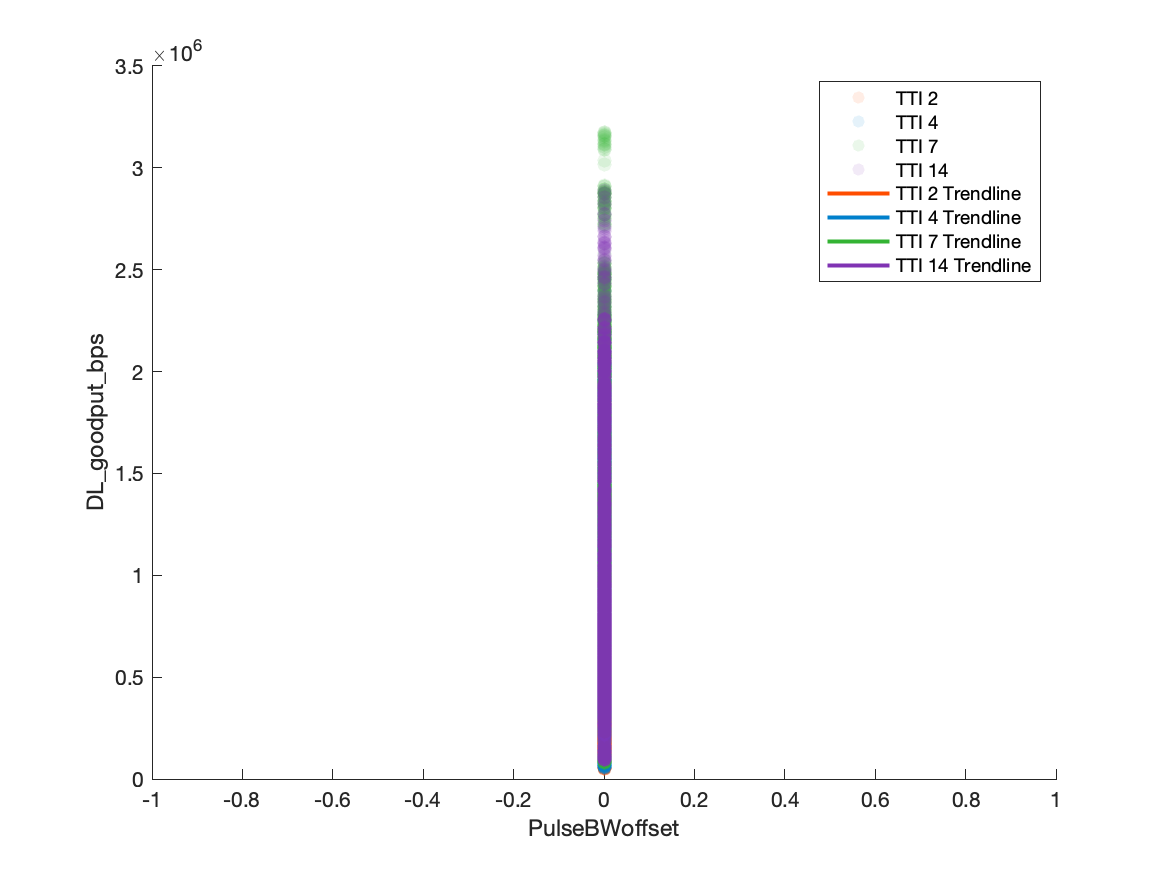 ×10⁶
3.5
3
2.5
2
1.5
1
0.5
0
DL_goodput_bps
TTI 2
TTI 4
TTI 7
TTI 14
TTI 2 Trendline
TTI 4 Trendline
TTI 7 Trendline
TTI 14 Trendline
-1 -0.8 -0.6 -0.4 -0.2 0 0.2 0.4 0.6 0.8 1
PulseBWoffset